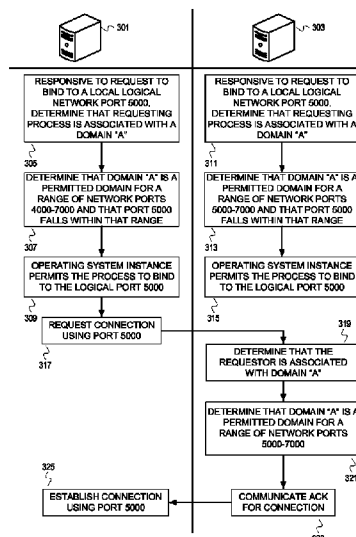 301
303
RESPONSIVE TO REQUEST TO
BIND TO A LOCAL LOGICAL
NETWORK PORT 5000,
DETERMINE THAT REQUESTING
PROCESS IS ASSOCIATED WITH A
DOMAIN "A"
305
DETERMINE THAT DOMAIN "A" IS A
PERMITTED DOMAIN FOR A
RANGE OF NETWORK PORTS
4000-7000 AND THAT PORT 5000
FALLS WITHIN THAT RANGE
307
OPERATING SYSTEM INSTANCE
PERMITS THE PROCESS TO BIND
TO THE LOGICAL PORT 5000
309
REQUEST CONNECTION
USING PORT 5000
317
RESPONSIVE TO REQUEST TO
BIND TO A LOCAL LOGICAL
NETWORK PORT 5000,
DETERMINE THAT REQUESTING
PROCESS IS ASSOCIATED WITH A
DOMAIN "A"
311
DETERMINE THAT DOMAIN "A" IS A
PERMITTED DOMAIN FOR A
RANGE OF NETWORK PORTS
5000-7000 AND THAT PORT 5000
FALLS WITHIN THAT RANGE
313
OPERATING SYSTEM INSTANCE
PERMITS THE PROCESS TO BIND
TO THE LOGICAL PORT 5000
315
319
DETERMINE THAT THE
REQUESTOR IS ASSOCIATED
WITH DOMAIN "A"
DETERMINE THAT DOMAIN "A" IS A
PERMITTED DOMAIN FOR A
RANGE OF NETWORK PORTS
5000-7000
321
COMMUNICATE ACK
FOR CONNECTION
325
ESTABLISH CONNECTION
USING PORT 5000